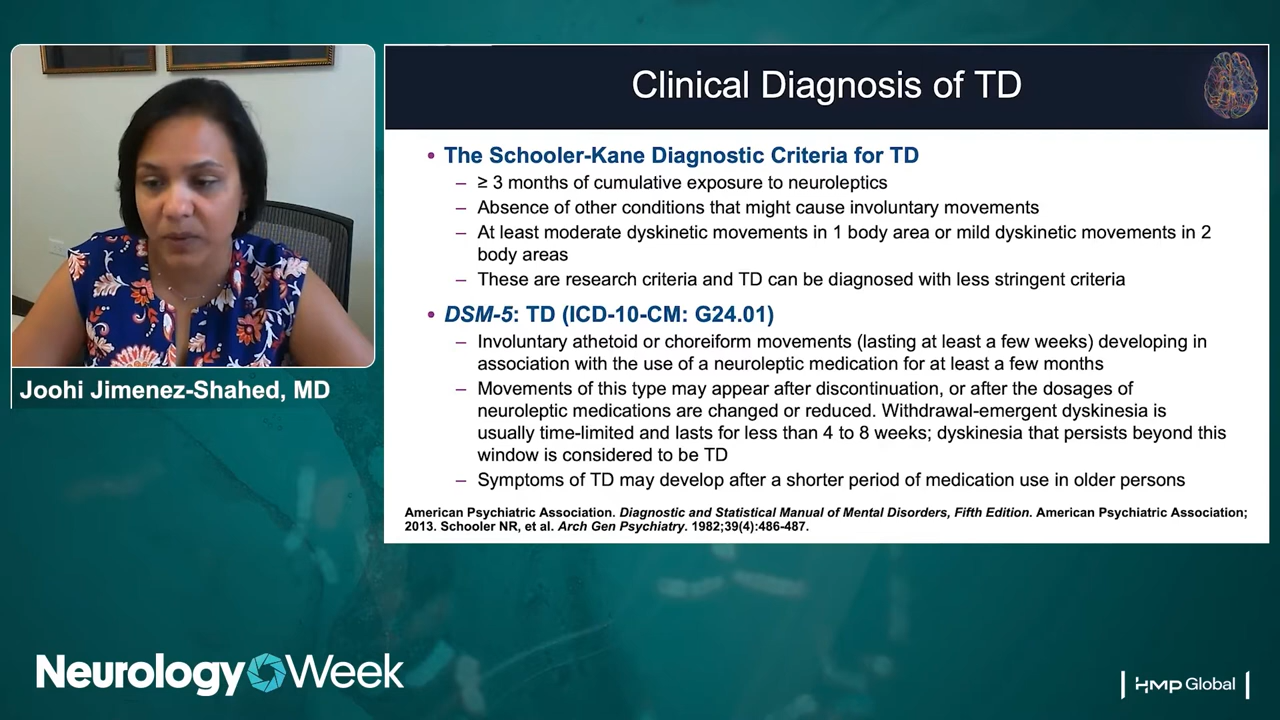 Clinical Diagnosis of TD
• The Schooler-Kane Diagnostic Criteria for TD
– ≥ 3 months of cumulative exposure to neuroleptics
– Absence of other conditions that might cause involuntary movements
– At least moderate dyskinetic movements in 1 body area or mild dyskinetic movements in 2
body areas
– These are research criteria and TD can be diagnosed with less stringent criteria
• DSM-5: TD (ICD-10-CM: G24.01)
– Involuntary athetoid or choreiform movements (lasting at least a few weeks) developing in
association with the use of a neuroleptic medication for at least a few months
– Movements of this type may appear after discontinuation, or after the dosages of
neuroleptic medications are changed or reduced. Withdrawal-emergent dyskinesia is
usually time-limited and lasts for less than 4 to 8 weeks; dyskinesia that persists beyond this
window is considered to be TD
– Symptoms of TD may develop after a shorter period of medication use in older persons
American Psychiatric Association. Diagnostic and Statistical Manual of Mental Disorders, Fifth Edition. American Psychiatric Association;
2013. Schooler NR, et al. Arch Gen Psychiatry. 1982;39(4):486-487.
Joohi Jimenez-Shahed, MD
Neurology Week
HMP Global